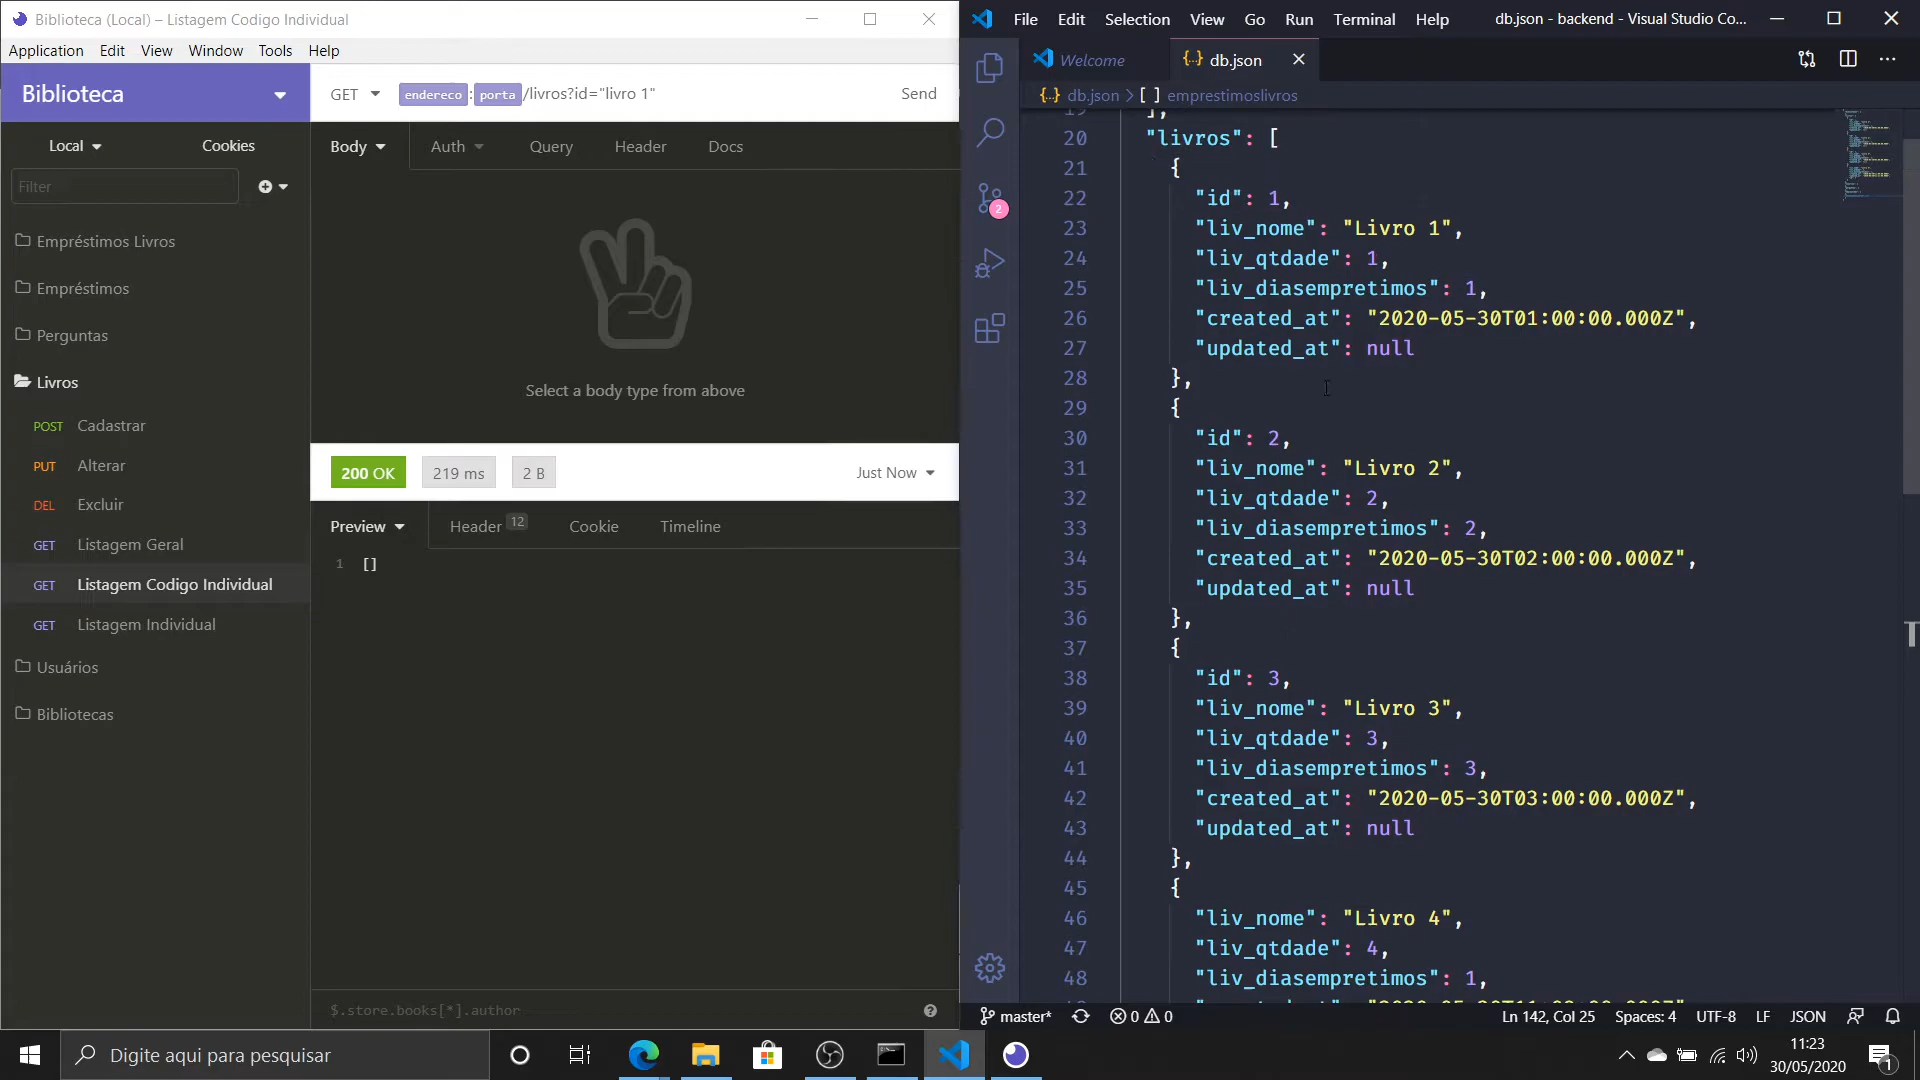 Biblioteca (Local) – Listagem Codigo Individual
Application Edit View Window Tools Help
Biblioteca
GET endereco:porta/livros?id="livro 1" Send
Local Cookies
Filter
Body Auth Query Header Docs
Empréstimos Livros
Empréstimos
Perguntas
Livros
POST Cadastrar
PUT Alterar
DEL Excluir
GET Listagem Geral
GET Listagem Codigo Individual
GET Listagem Individual
Usuários
Bibliotecas
Select a body type from above
200 OK 219 ms 2 B Just Now
Preview Header 12 Cookie Timeline
1 []
$.store.books[*].author
File Edit Selection View Go Run Terminal Help db.json - backend - Visual Studio Co...
Welcome {..} db.json
{..} db.json > [ ] emprestimoslivros
2
19 ],
20 "livros": [
21 {
22 "id": 1,
23 "liv_nome": "Livro 1",
24 "liv_qtdade": 1,
25 "liv_diasempretimos": 1,
26 "created_at": "2020-05-30T01:00:00.000Z",
27 "updated_at": null
28 },
29 {
30 "id": 2,
31 "liv_nome": "Livro 2",
32 "liv_qtdade": 2,
33 "liv_diasempretimos": 2,
34 "created_at": "2020-05-30T02:00:00.000Z",
35 "updated_at": null
36 },
37 {
38 "id": 3,
39 "liv_nome": "Livro 3",
40 "liv_qtdade": 3,
41 "liv_diasempretimos": 3,
42 "created_at": "2020-05-30T03:00:00.000Z",
43 "updated_at": null
44 },
45 {
46 "liv_nome": "Livro 4",
47 "liv_qtdade": 4,
48 "liv_diasempretimos": 1,
master* 0 0 Ln 142, Col 25 Spaces: 4 UTF-8 LF JSON
Digite aqui para pesquisar
11:23
30/05/2020
1